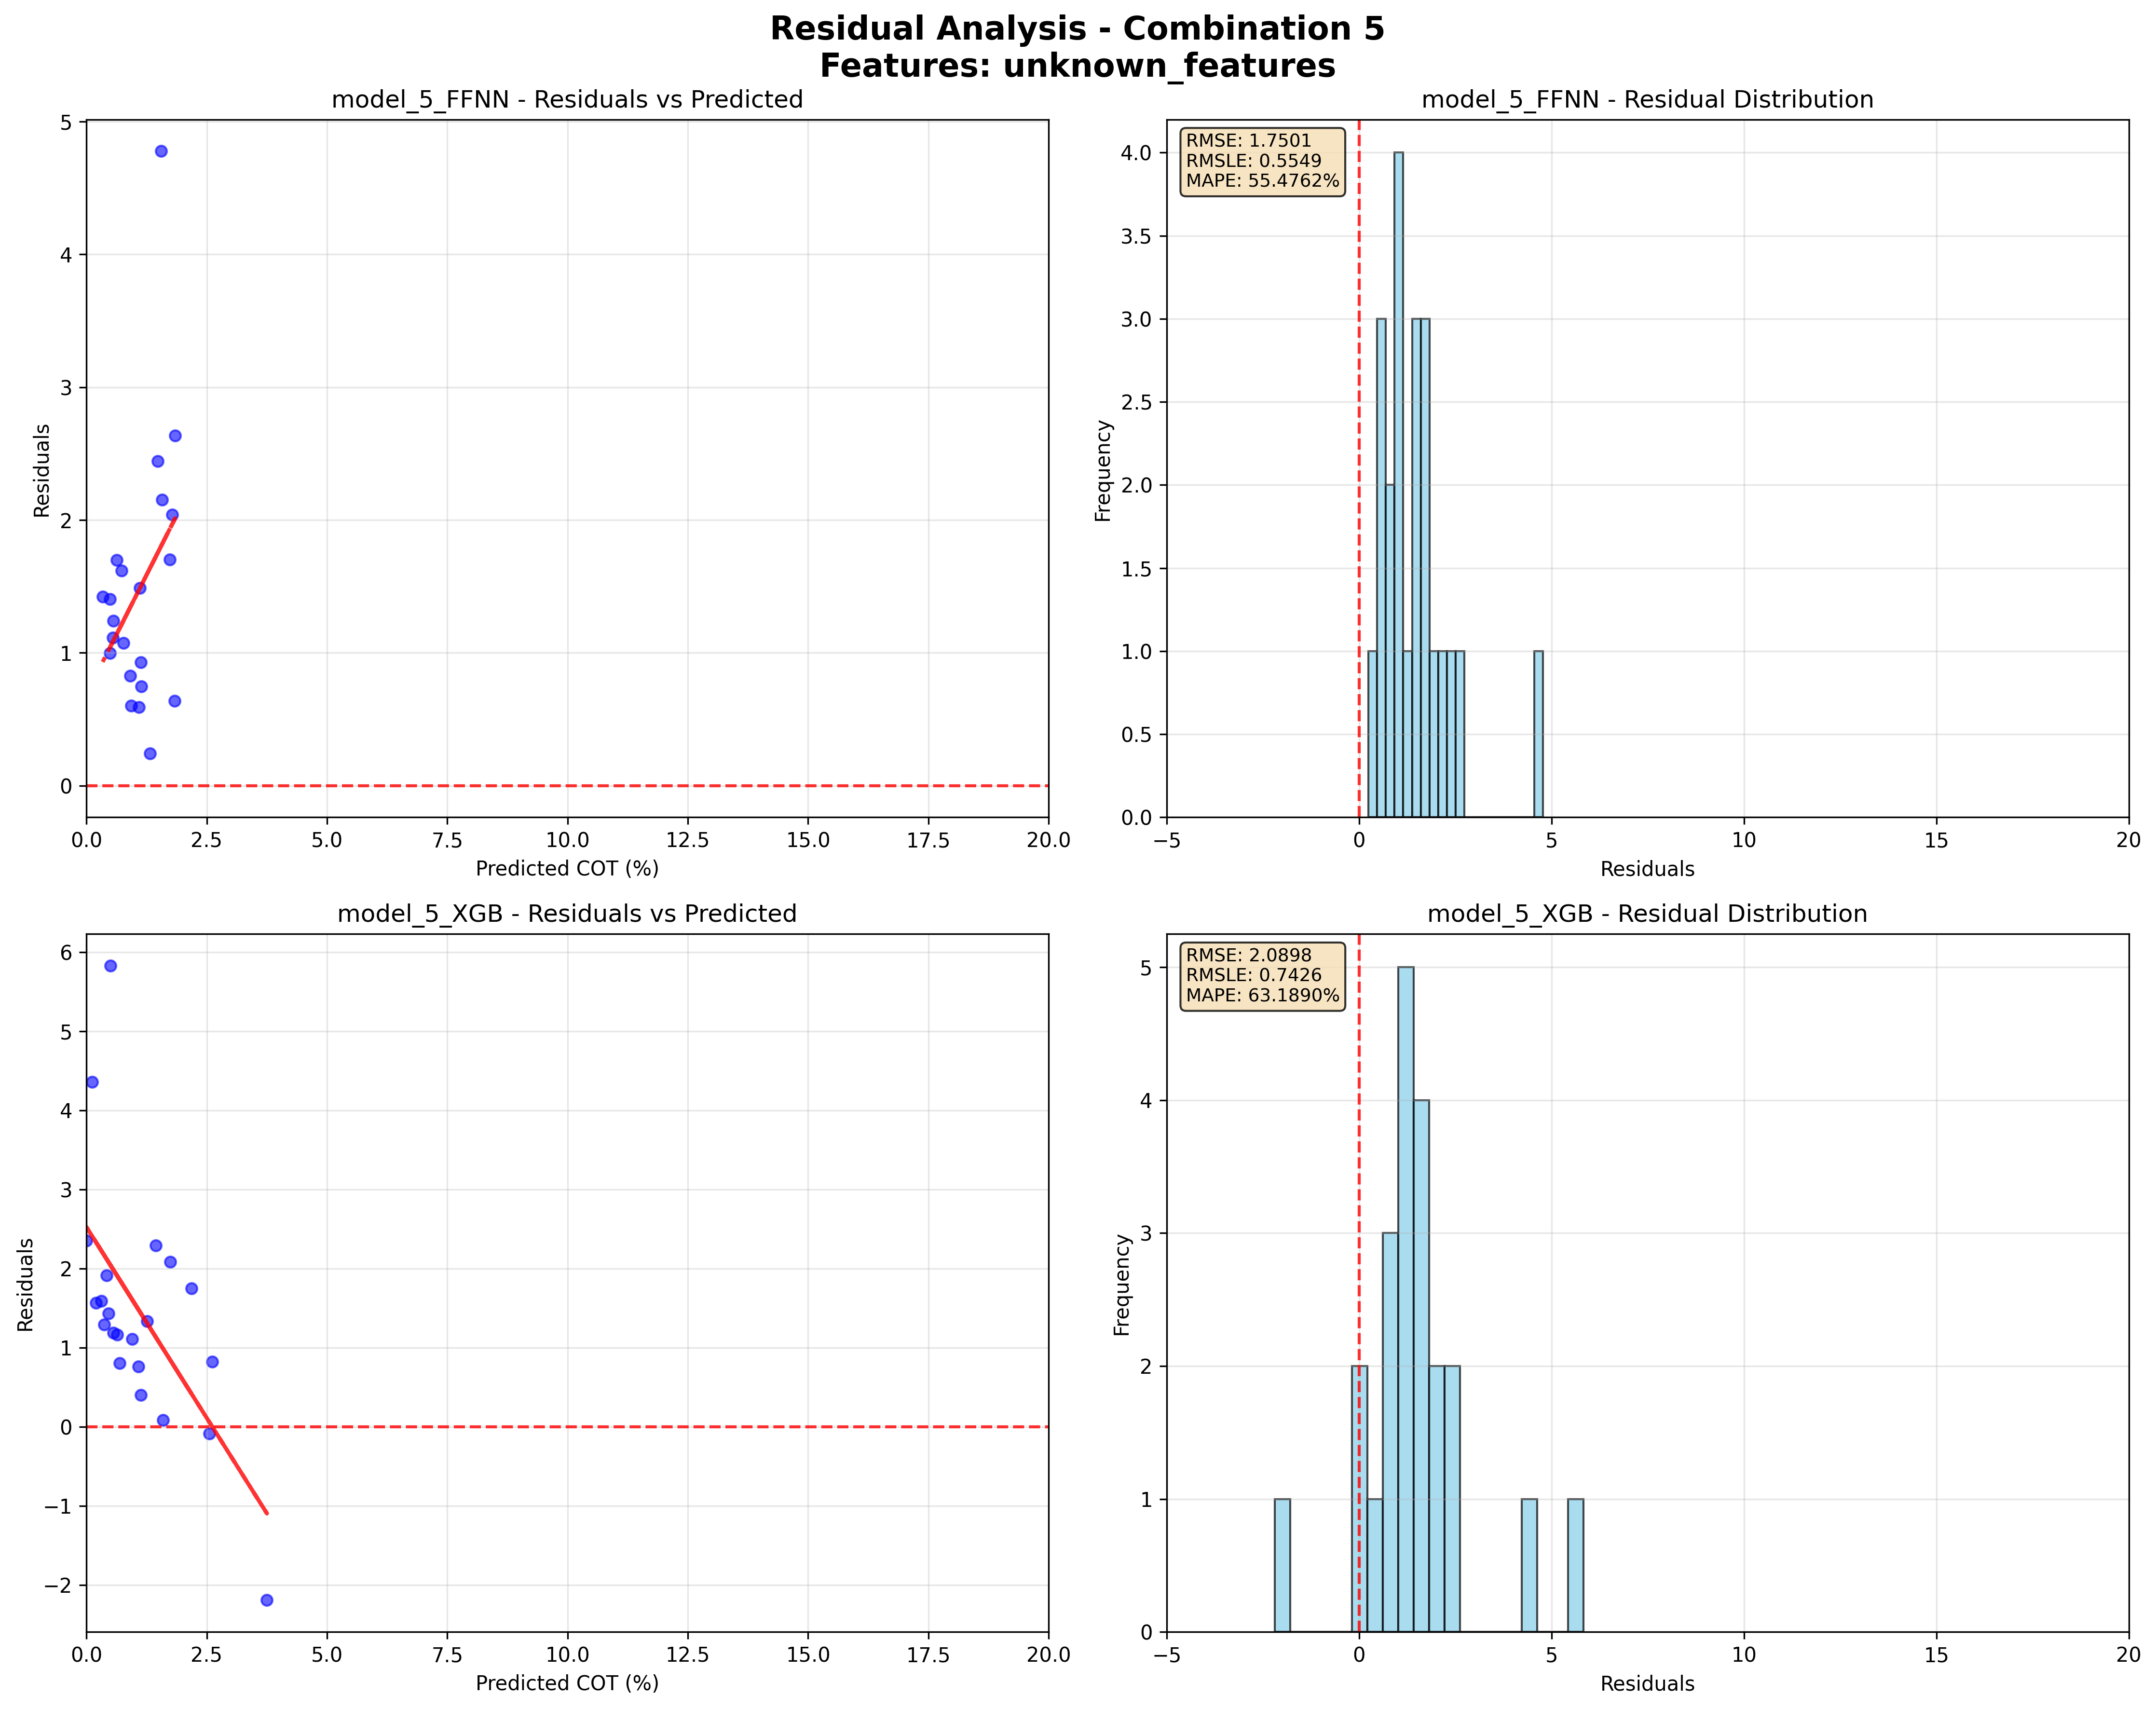 Residual Analysis - Combination 5
Features: unknown_features
model_5_FFNN - Residuals vs Predicted
5
4
3
2
1
0
Residuals
0.0 2.5 5.0 7.5 10.0 12.5 15.0 17.5 20.0
Predicted COT (%)
model_5_FFNN - Residual Distribution
RMSE: 1.7501
RMSLE: 0.5549
MAPE: 55.4762%
4.0
3.5
3.0
2.5
2.0
1.5
1.0
0.5
0.0
Frequency
−5 0 5 10 15 20
Residuals
model_5_XGB - Residuals vs Predicted
6
5
4
3
2
1
0
−1
−2
Residuals
0.0 2.5 5.0 7.5 10.0 12.5 15.0 17.5 20.0
Predicted COT (%)
model_5_XGB - Residual Distribution
RMSE: 2.0898
RMSLE: 0.7426
MAPE: 63.1890%
5
4
3
2
1
0
Frequency
−5 0 5 10 15 20
Residuals